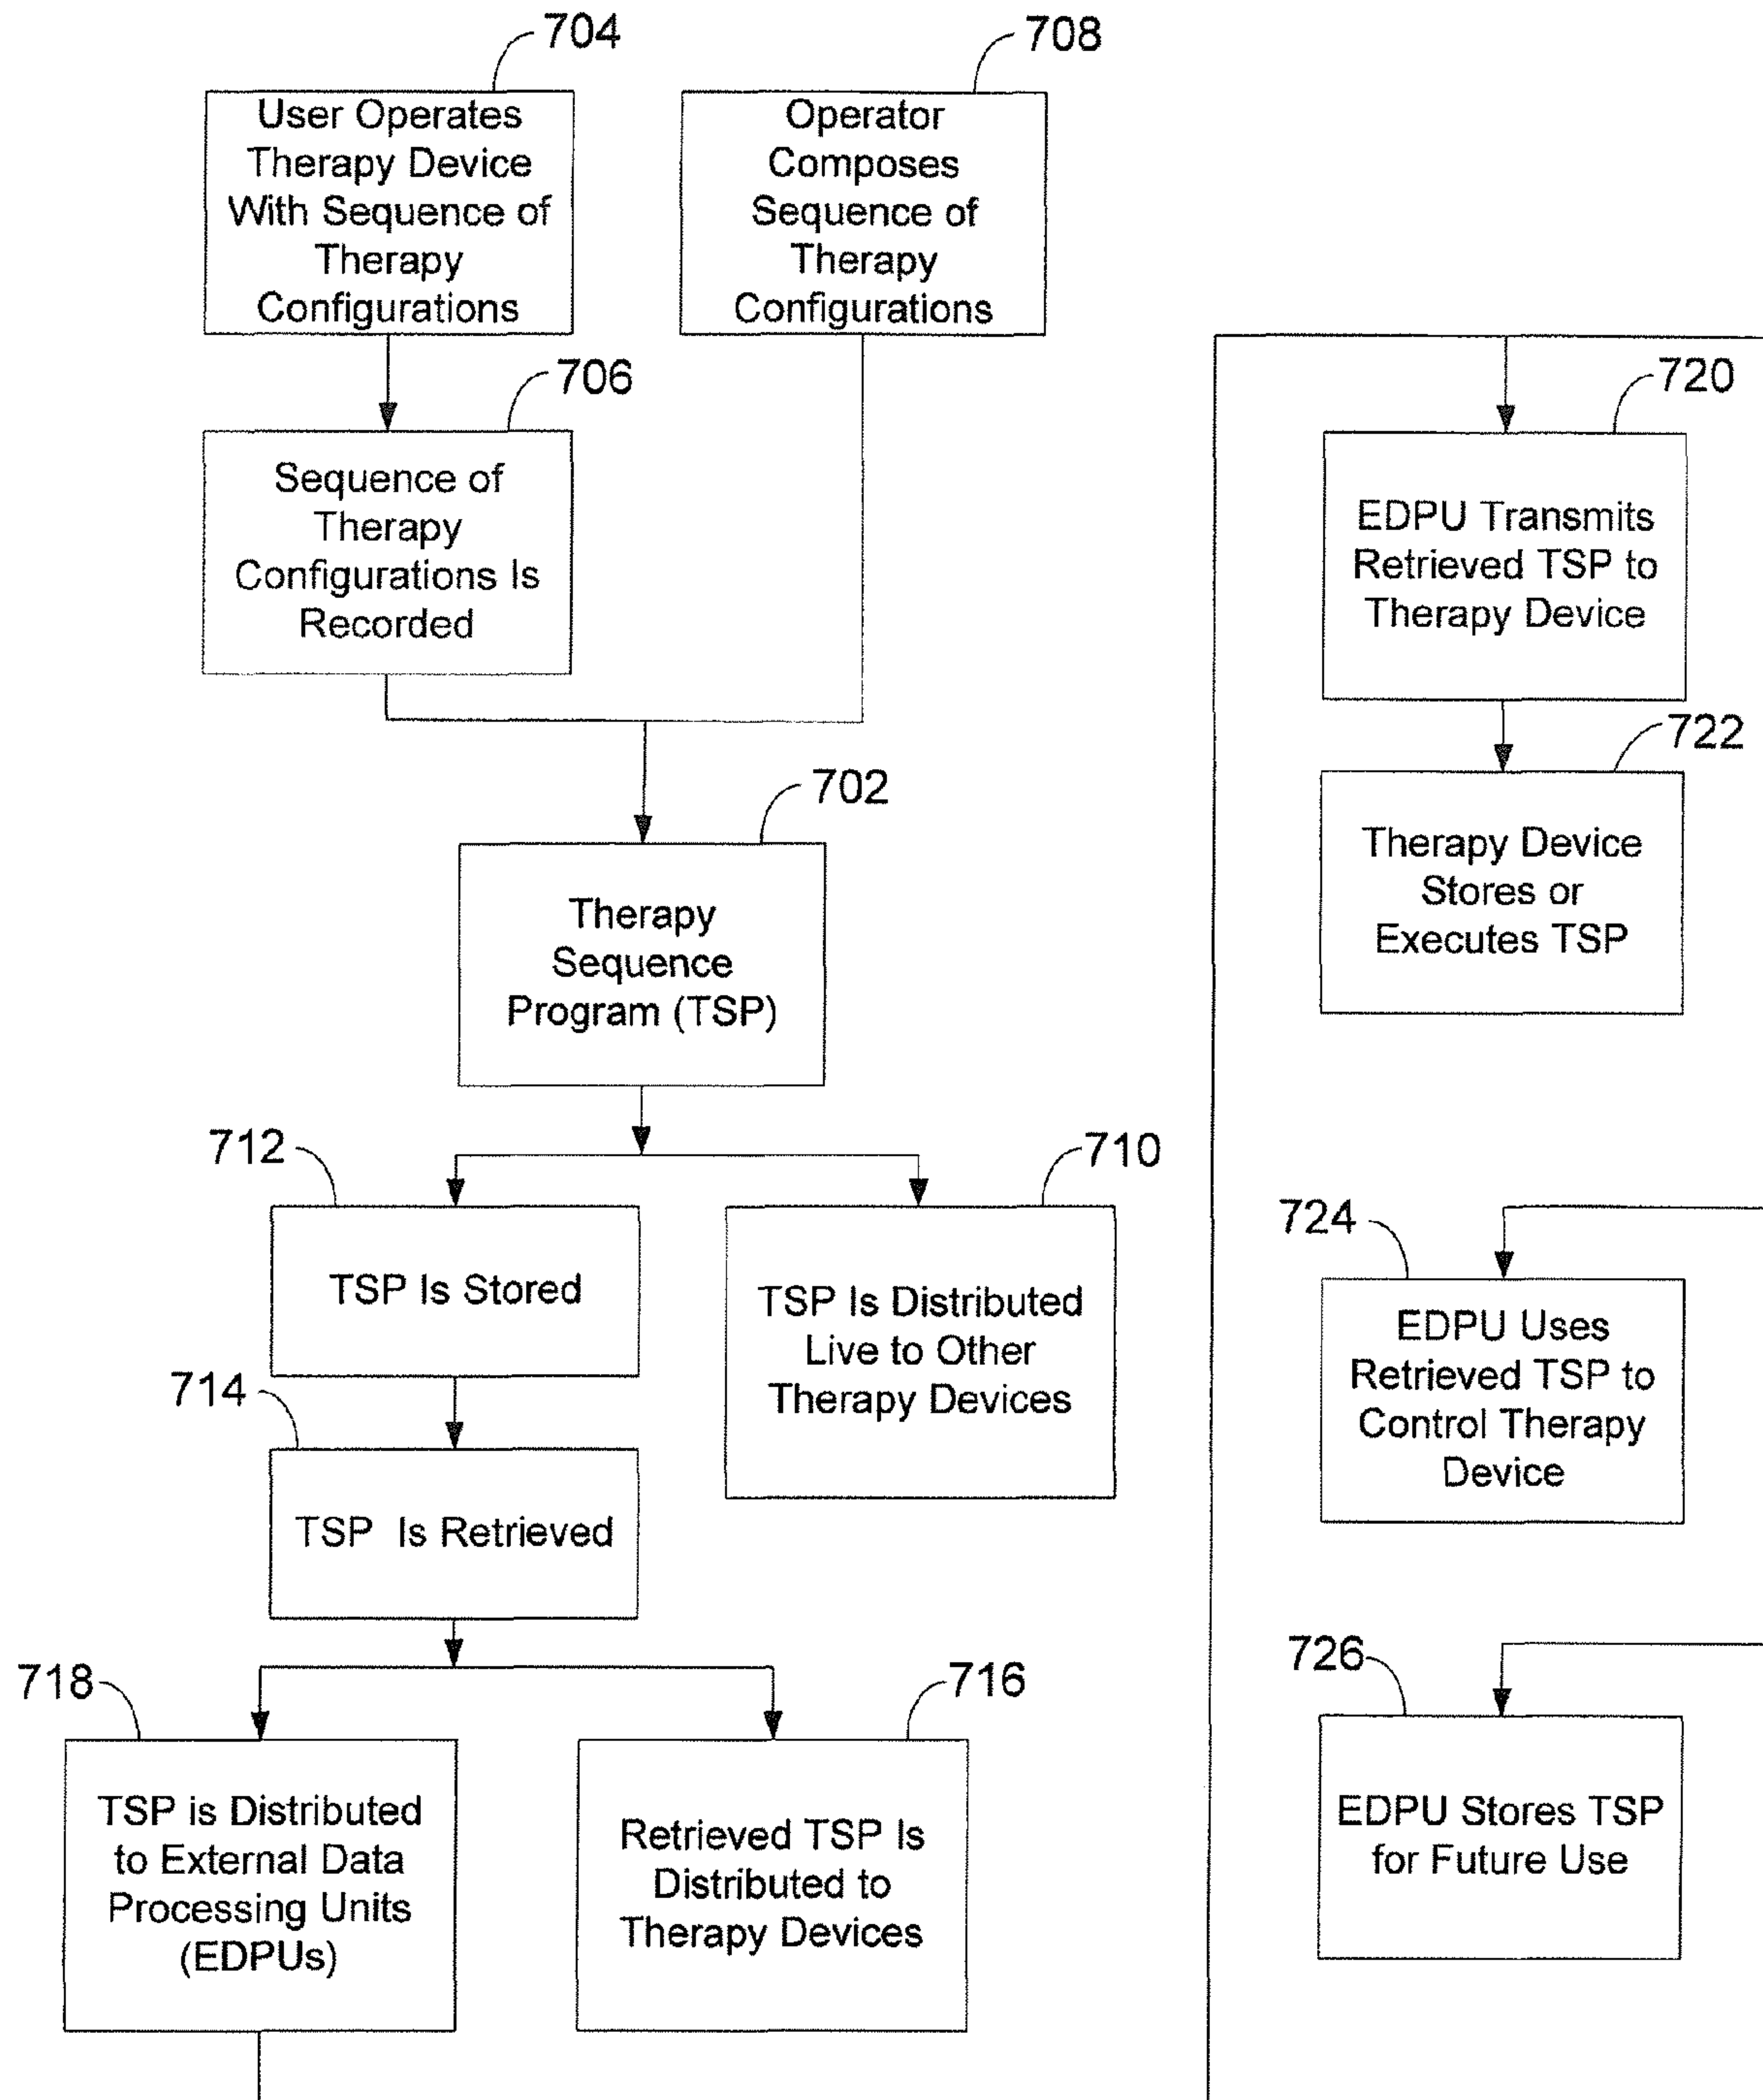 704
User Operates
Therapy Device
With Sequence of
Therapy
Configurations
708
Operator
Composes
Sequence of
Therapy
Configurations
706
Sequence of
Therapy
Configurations Is
Recorded
702
Therapy
Sequence
Program (TSP)
712
TSP Is Stored
710
TSP Is Distributed
Live to Other
Therapy Devices
714
TSP Is Retrieved
718
TSP is Distributed
to External Data
Processing Units
(EDPUs)
716
Retrieved TSP Is
Distributed to
Therapy Devices
720
EDPU Transmits
Retrieved TSP to
Therapy Device
722
Therapy Device
Stores or
Executes TSP
724
EDPU Uses
Retrieved TSP to
Control Therapy
Device
726
EDPU Stores TSP
for Future Use